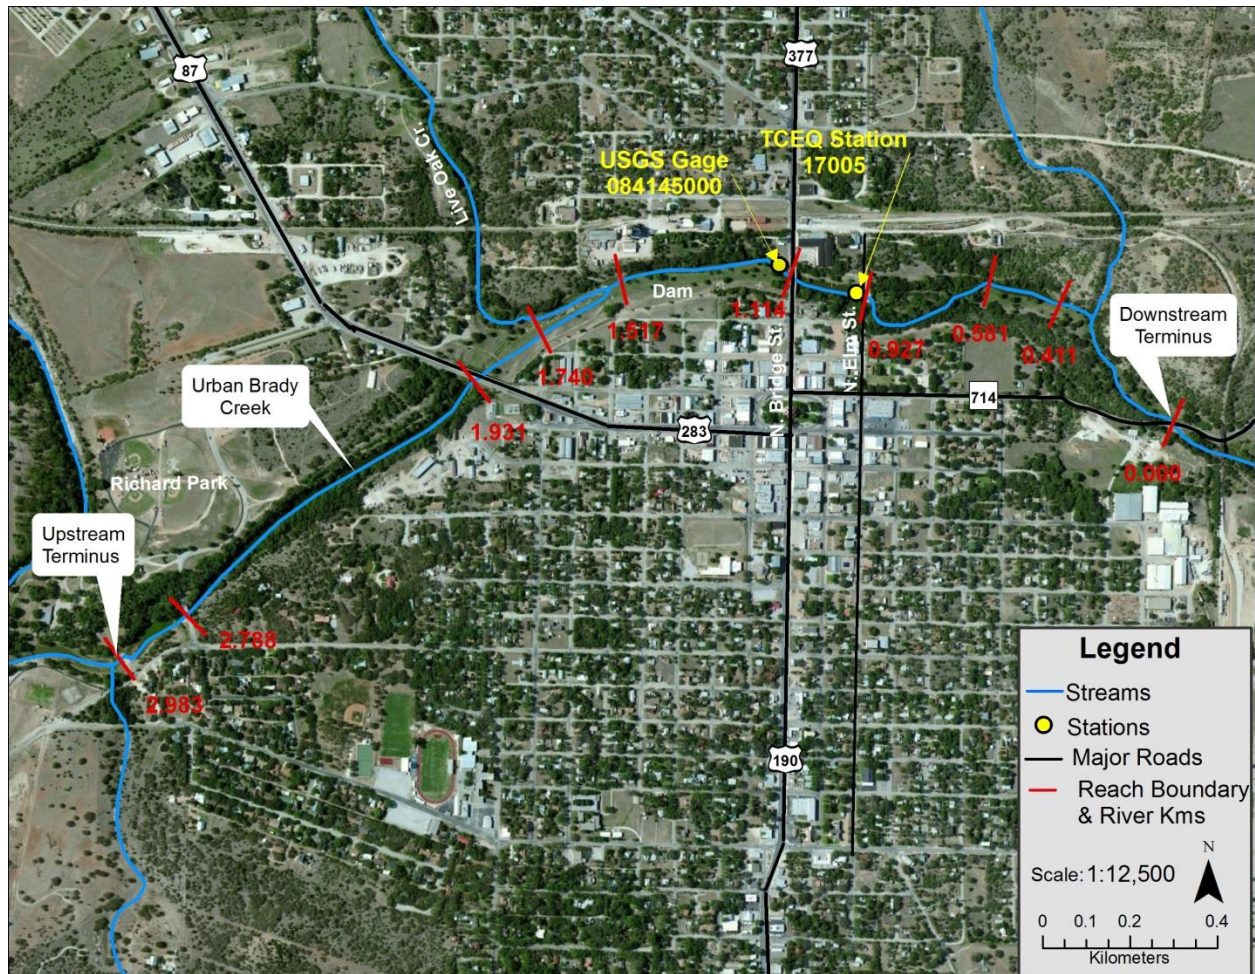 87
377
Live Oak Cr.
TCEQ Station
17005
USGS Gage
084145000
Dam
1.114
1.517
N. Bridge St.
N. Elm St.
0.927
0.581
0.411
Downstream
Terminus
1.740
Urban Brady
Creek
1.931
283
714
0.000
Richard Park
Upstream
Terminus
2.788
2.983
190
Legend
Streams
Stations
Major Roads
Reach Boundary
& River Kms
N
Scale: 1:12,500
0 0.1 0.2 0.4
Kilometers